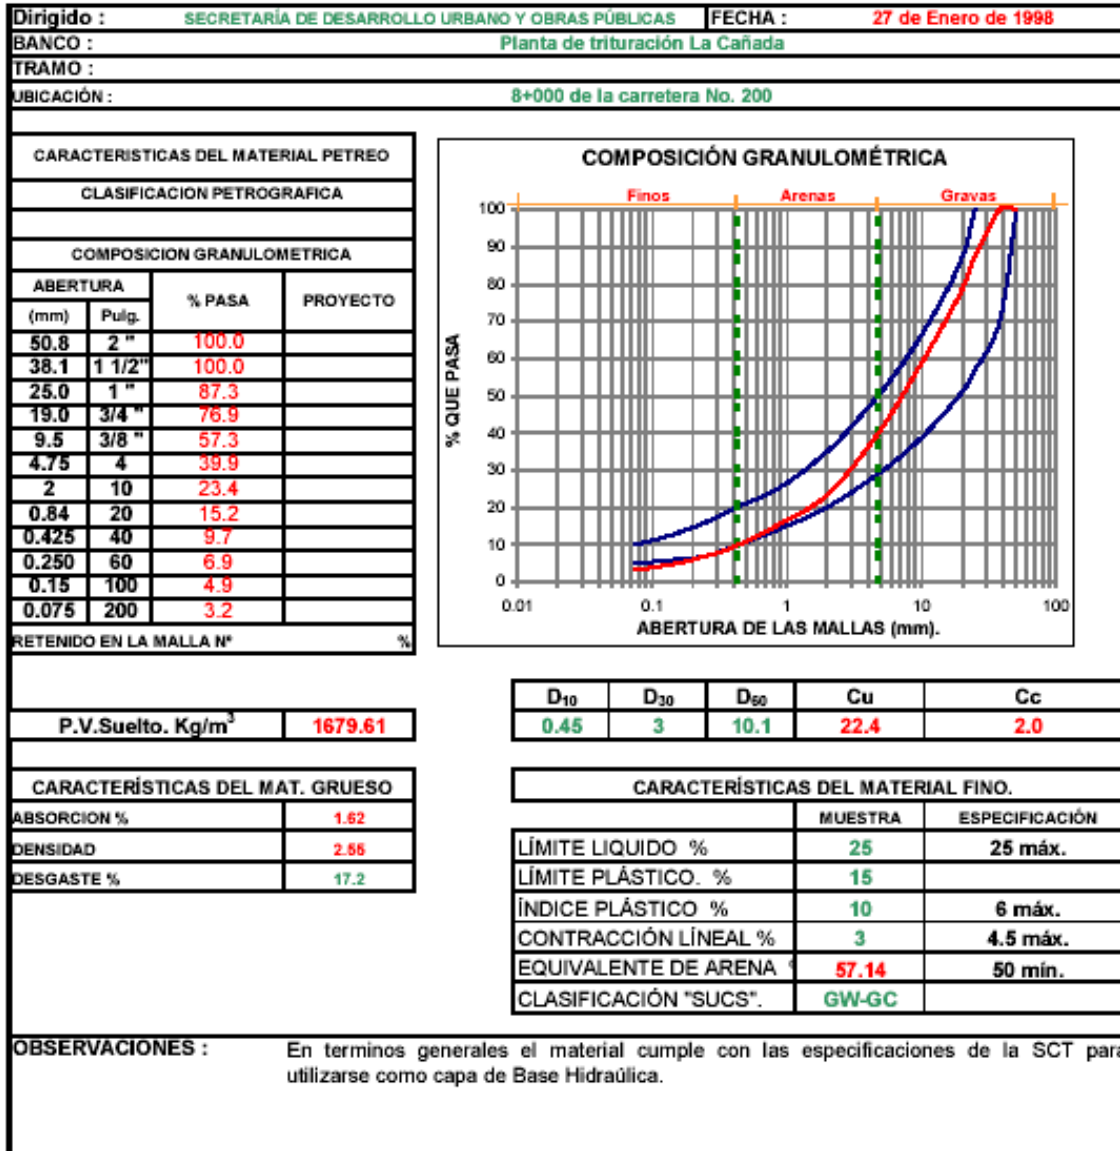 Dirigido : SECRETARÍA DE DESARROLLO URBANO Y OBRAS PÚBLICAS FECHA : 27 de Enero de 1998
BANCO : Planta de trituración La Cañada
TRAMO :
UBICACIÓN : 8+000 de la carretera No. 200
CARACTERISTICAS DEL MATERIAL PETREO
CLASIFICACION PETROGRAFICA
COMPOSICION GRANULOMETRICA
ABERTURA % PASA PROYECTO
(mm) Pulg.
50.8 2 " 100.0
38.1 1 1/2" 100.0
25.0 1 " 87.3
19.0 3/4 " 76.9
9.5 3/8 " 57.3
4.75 4 39.9
2 10 23.4
0.84 20 15.2
0.425 40 9.7
0.250 60 6.9
0.15 100 4.9
0.075 200 3.2
RETENIDO EN LA MALLA Nº %
COMPOSICIÓN GRANULOMÉTRICA
Finos Arenas Gravas
% QUE PASA
100
90
80
70
60
50
40
30
20
10
0
0.01 0.1 1 10 100
ABERTURA DE LAS MALLAS (mm).
P.V.Suelto. Kg/m³ 1679.61
D₁₀ D₃₀ D₆₀ Cu Cc
0.45 3 10.1 22.4 2.0
CARACTERÍSTICAS DEL MAT. GRUESO
ABSORCION % 1.62
DENSIDAD 2.55
DESGASTE % 17.2
CARACTERÍSTICAS DEL MATERIAL FINO.
MUESTRA ESPECIFICACIÓN
LÍMITE LIQUIDO % 25 25 máx.
LÍMITE PLÁSTICO. % 15
ÍNDICE PLÁSTICO % 10 6 máx.
CONTRACCIÓN LÍNEAL % 3 4.5 máx.
EQUIVALENTE DE ARENA 57.14 50 mín.
CLASIFICACIÓN "SUCS". GW-GC
OBSERVACIONES : En terminos generales el material cumple con las especificaciones de la SCT para
utilizarse como capa de Base Hidraúlica.